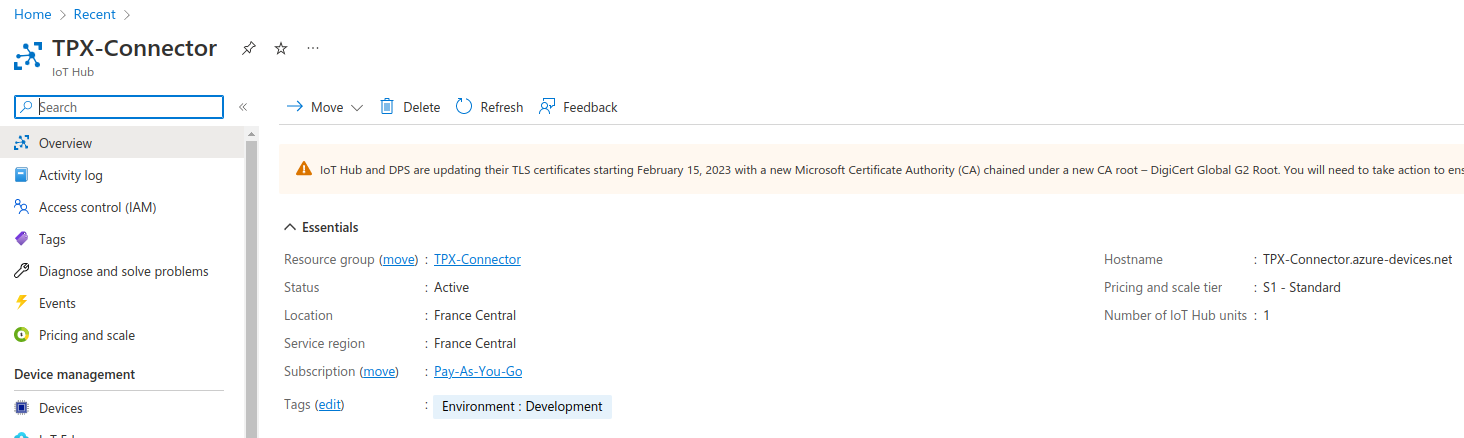 Home > Recent >
TPX-Connector ...
IoT Hub
Search «
Move Delete Refresh Feedback
Overview
Activity log
Access control (IAM)
Tags
Diagnose and solve problems
Events
Pricing and scale
Device management
Devices
IoT Edge
IoT Hub and DPS are updating their TLS certificates starting February 15, 2023 with a new Microsoft Certificate Authority (CA) chained under a new CA root – DigiCert Global G2 Root. You will need to take action to ens
Essentials
Resource group (move) : TPX-Connector
Status : Active
Location : France Central
Service region : France Central
Subscription (move) : Pay-As-You-Go
Tags (edit) : Environment : Development
Hostname : TPX-Connector.azure-devices.net
Pricing and scale tier : S1 - Standard
Number of IoT Hub units : 1